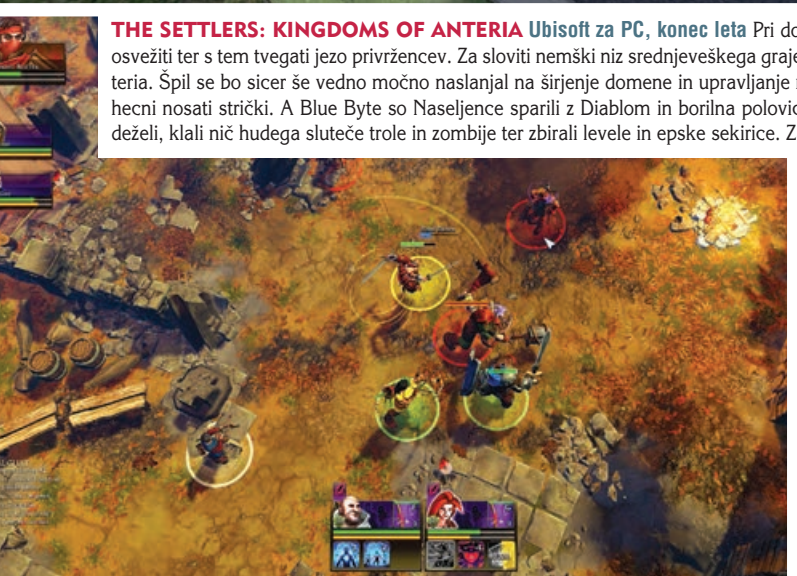 THE SETTLERS: KINGDOMS OF ANTERIA Ubisoft za PC, konec leta Pri do
osvežiti ter s tem tvegati jezo privržencev. Za sloviti nemški niz srednjeveškega graje
teria. Špil se bo sicer še vedno močno naslanjal na širjenje domene in upravljanje
hecni nosati strički. A Blue Byte so Naseljence sparili z Diablom in borilna polovic
deželi, klali nič hudega sluteče trole in zombije ter zbirali levele in epske sekirice. Z